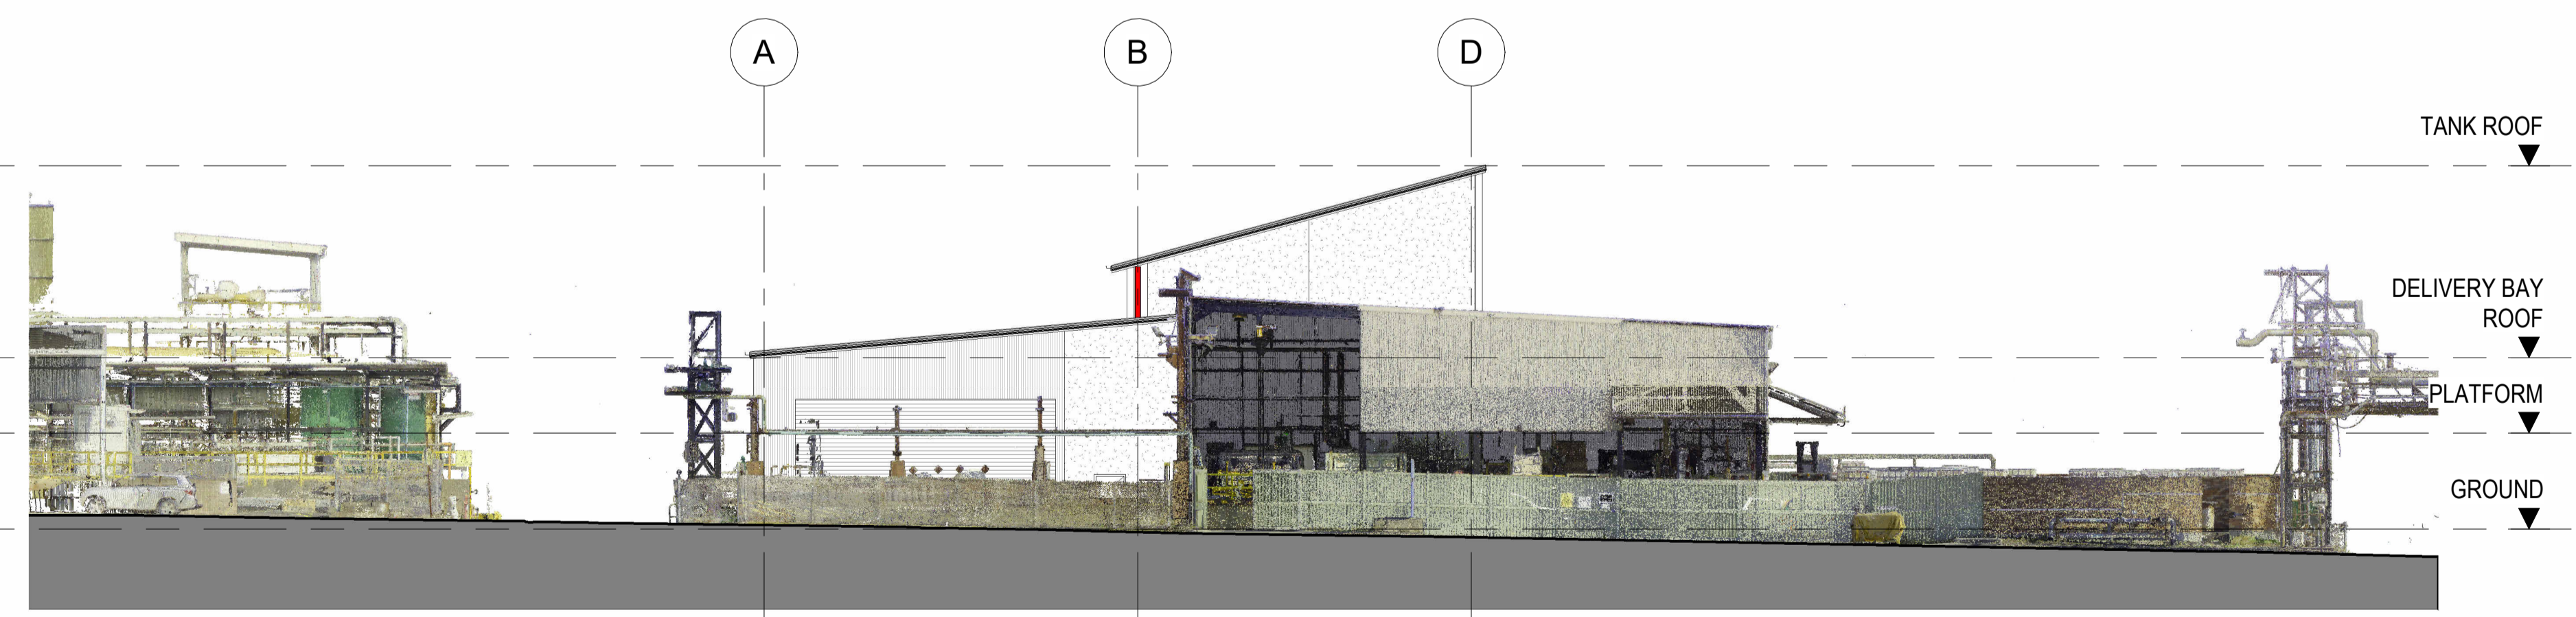 A
B
D
TANK ROOF
DELIVERY BAY
ROOF
PLATFORM
GROUND